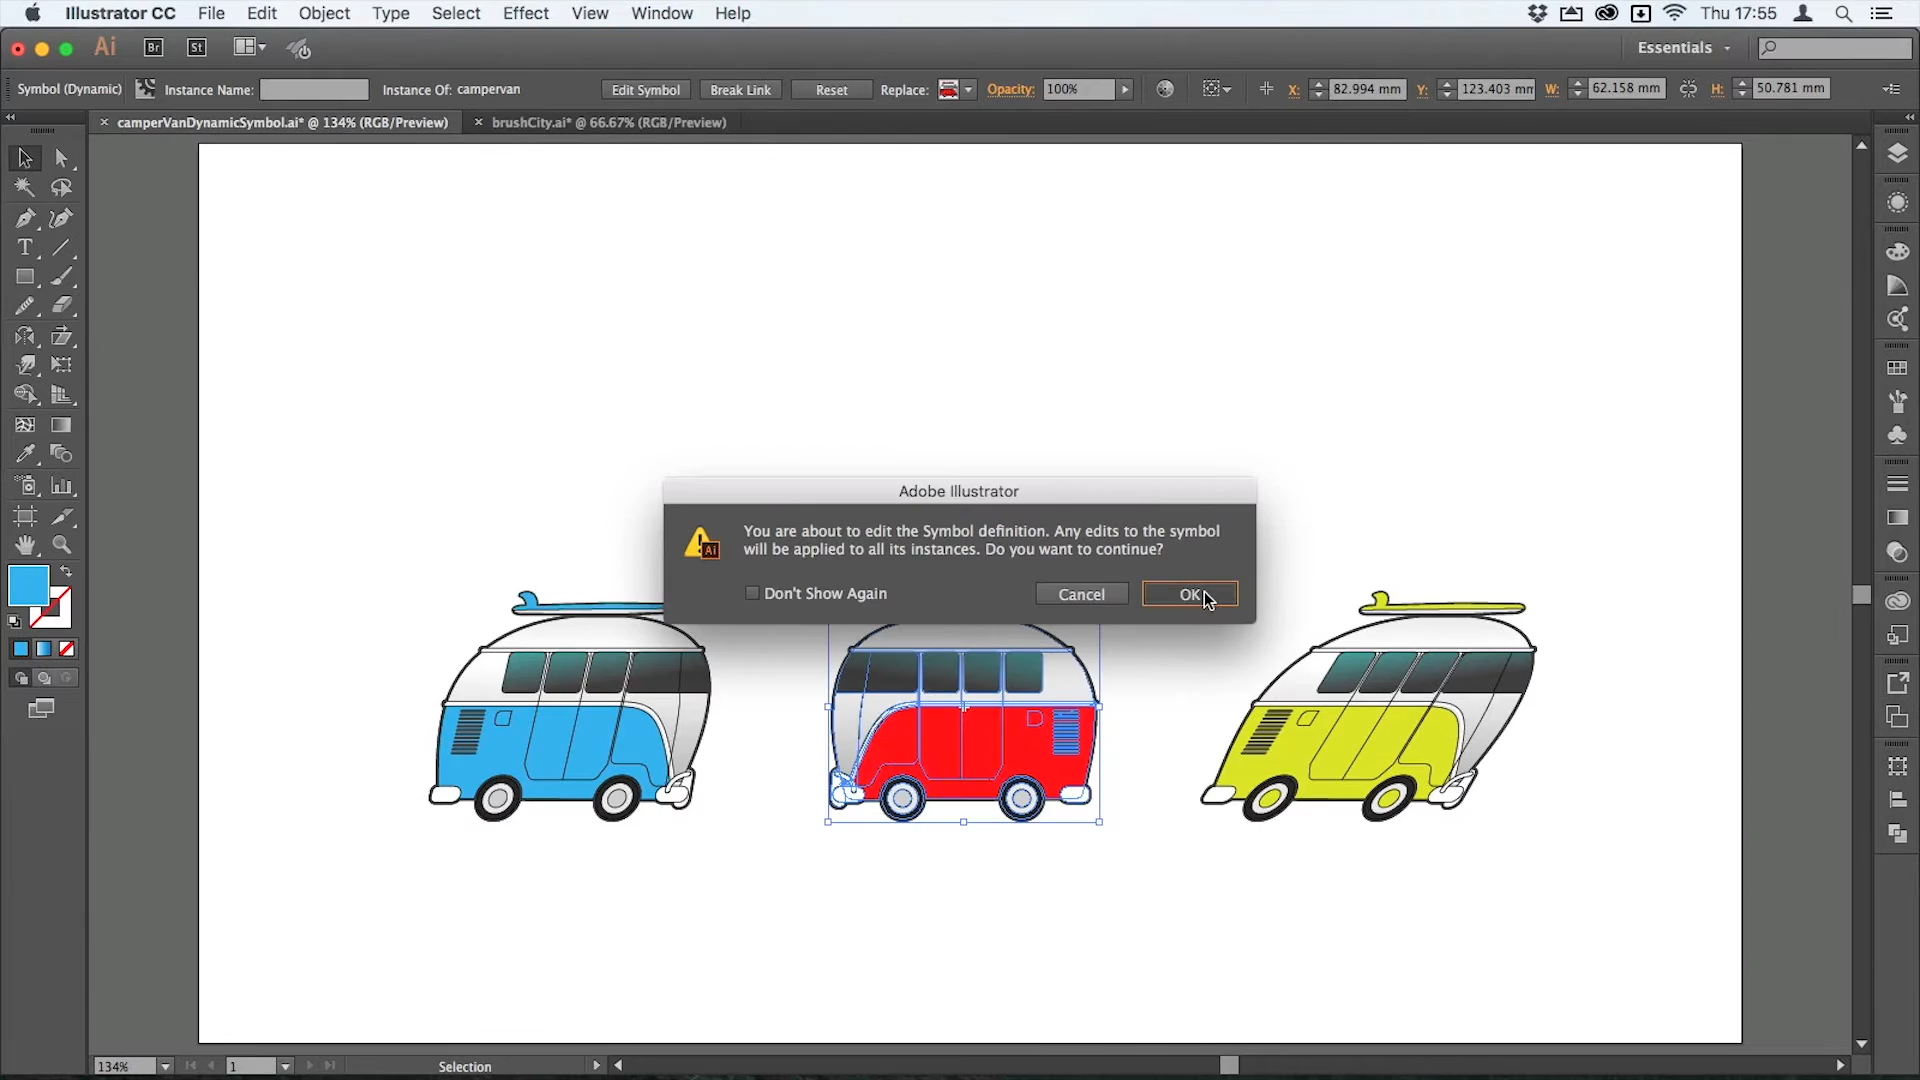 Illustrator CC File Edit Object Type Select Effect View Window Help Thu 17:55
Ai Br St Essentials
Symbol (Dynamic) Instance Name: Instance Of: campervan Edit Symbol Break Link Reset Replace: Opacity: 100% X: 82.994 mm Y: 123.403 mm W: 62.158 mm H: 50.781 mm
× camperVanDynamicSymbol.ai* @ 134% (RGB/Preview) × brushCity.ai* @ 66.67% (RGB/Preview)
Adobe Illustrator
You are about to edit the Symbol definition. Any edits to the symbol
will be applied to all its instances. Do you want to continue?
Ai
Don't Show Again Cancel OK
134% 1 Selection